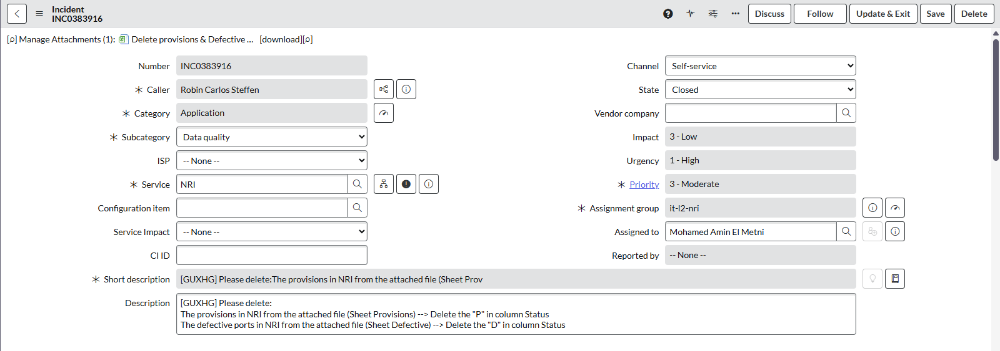 Incident
INC0383916
Discuss
Follow
Update & Exit
Save
Delete
Manage Attachments (1): Delete provisions & Defective ... [download]
Number INC0383916
Caller Robin Carlos Steffen
Category Application
Subcategory Data quality
ISP -- None --
Service NRI
Configuration item
Service Impact -- None --
CI ID
Channel Self-service
State Closed
Vendor company
Impact 3 - Low
Urgency 1 - High
Priority 3 - Moderate
Assignment group it-l2-nri
Assigned to Mohamed Amin El Metni
Reported by -- None --
Short description [GUXHG] Please delete:The provisions in NRI from the attached file (Sheet Prov
Description [GUXHG] Please delete:
The provisions in NRI from the attached file (Sheet Provisions) --> Delete the "P" in column Status
The defective ports in NRI from the attached file (Sheet Defective) --> Delete the "D" in column Status